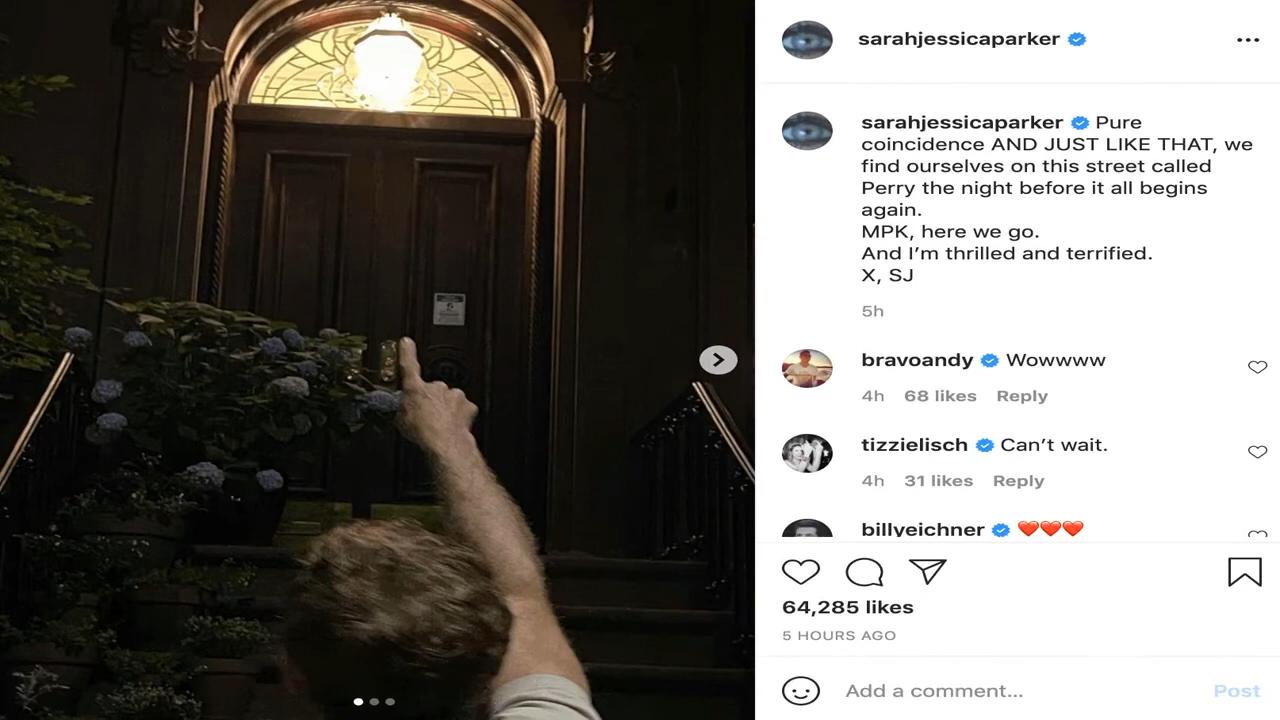 sarahjessicaparker
sarahjessicaparker Pure
coincidence AND JUST LIKE THAT, we
find ourselves on this street called
Perry the night before it all begins
again.
MPK, here we go.
And I’m thrilled and terrified.
X, SJ
5h
bravoandy Wowwww
4h 68 likes Reply
tizzielisch Can’t wait.
4h 31 likes Reply
billyeichner ❤️❤️❤️
64,285 likes
5 HOURS AGO
Add a comment... Post